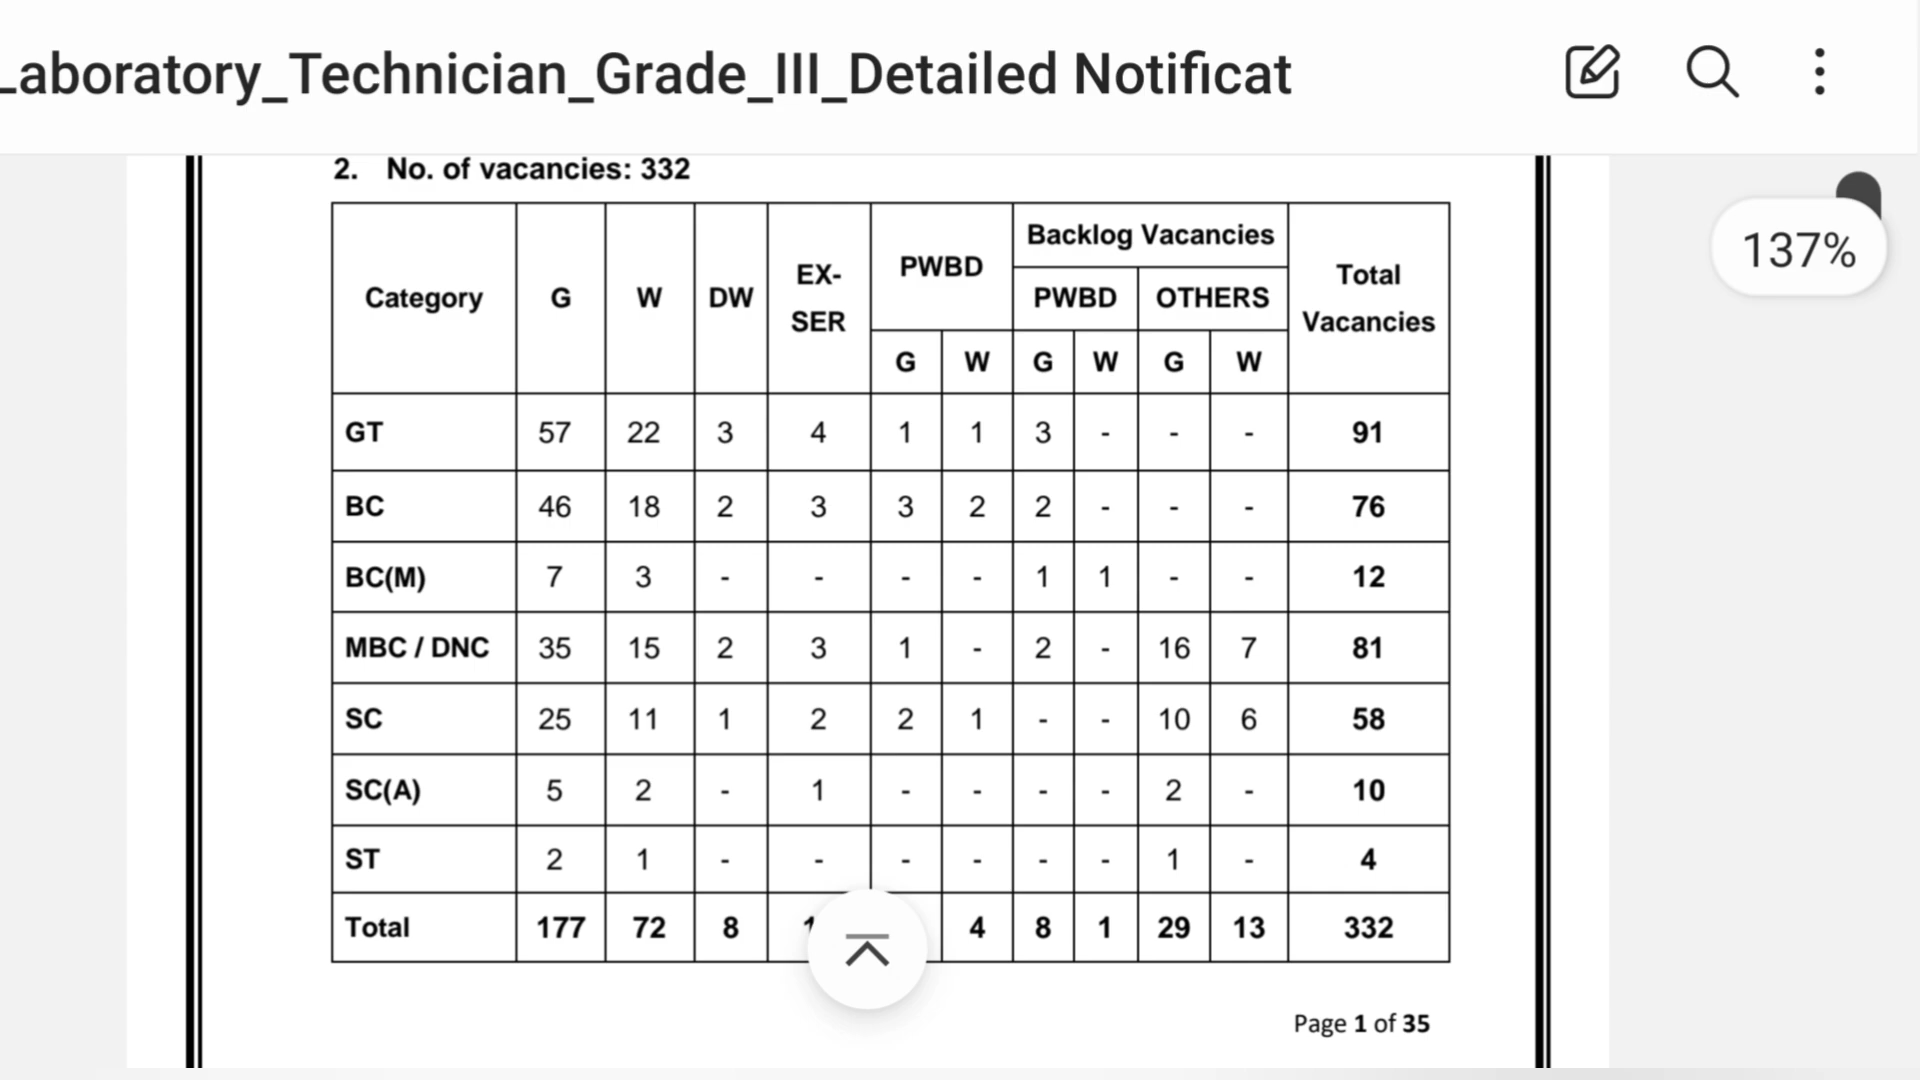 Laboratory_Technician_Grade_III_Detailed Notificat
137%
2. No. of vacancies: 332
Category G W DW EX-SER PWBD Backlog Vacancies Total Vacancies
PWBD OTHERS
G W G W G W
GT 57 22 3 4 1 1 3 - - - 91
BC 46 18 2 3 3 2 2 - - - 76
BC(M) 7 3 - - - - 1 1 - - 12
MBC / DNC 35 15 2 3 1 - 2 - 16 7 81
SC 25 11 1 2 2 1 - - 10 6 58
SC(A) 5 2 - 1 - - - - 2 - 10
ST 2 1 - - - - - - 1 - 4
Total 177 72 8 4 8 1 29 13 332
Page 1 of 35